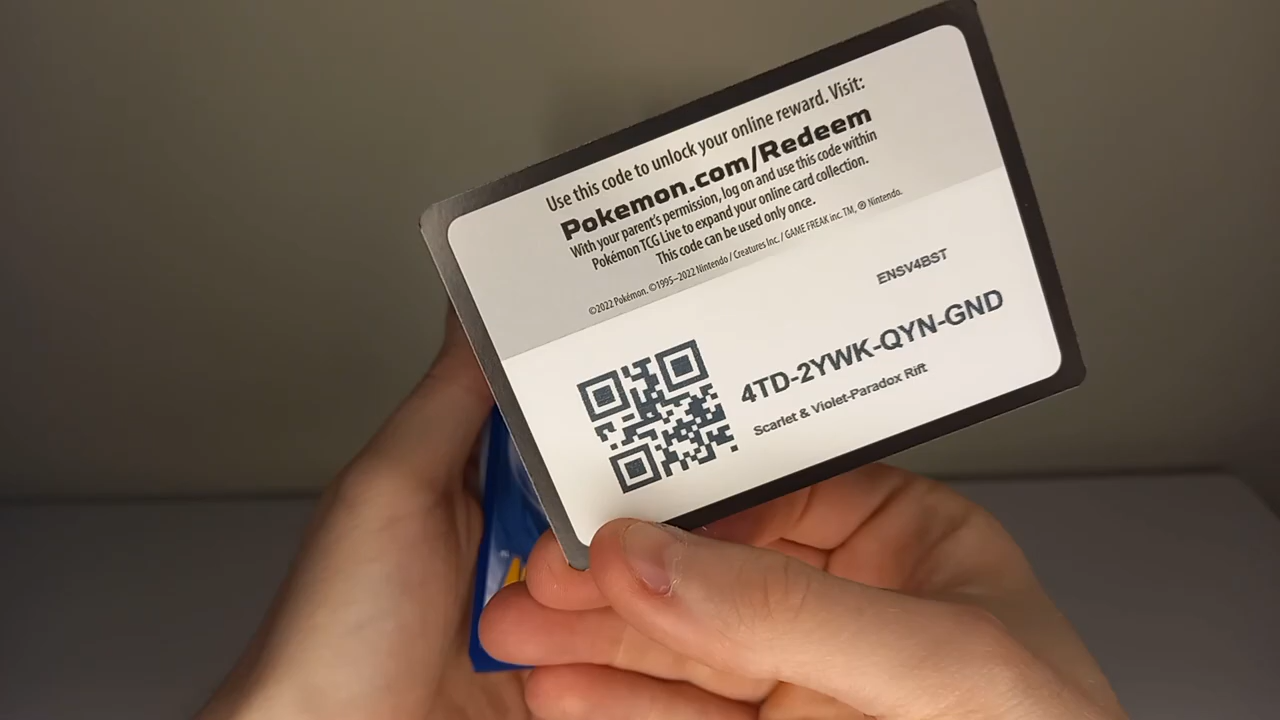 Use this code to unlock your online reward. Visit:
Pokemon.com/Redeem
With your parent's permission, log on and use this code within
Pokémon TCG Live to expand your online card collection.
This code can be used only once.
©2022 Pokémon. ©1995–2022 Nintendo / Creatures Inc. / GAME FREAK inc. TM, ® Nintendo.
ENSV4BST
4TD-2YWK-QYN-GND
Scarlet & Violet-Paradox Rift